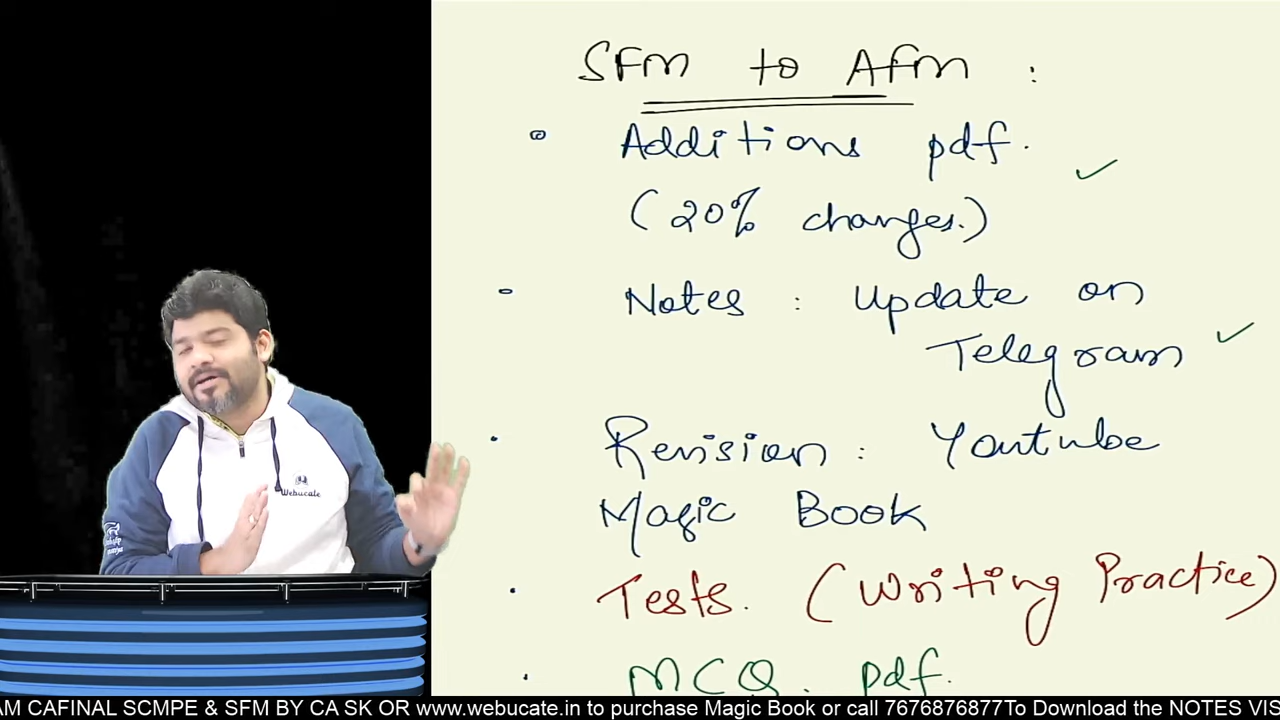 SFM to AFM :
Additions pdf.
(20% changes.)
Notes : Update on
Telegram
Revision : Youtube
Magic Book
Tests. (Writing Practice)
MCQ. pdf.
Webucate
AM CAFINAL SCMPE & SFM BY CA SK OR www.webucate.in to purchase Magic Book or call 7676876877To Download the NOTES VIS